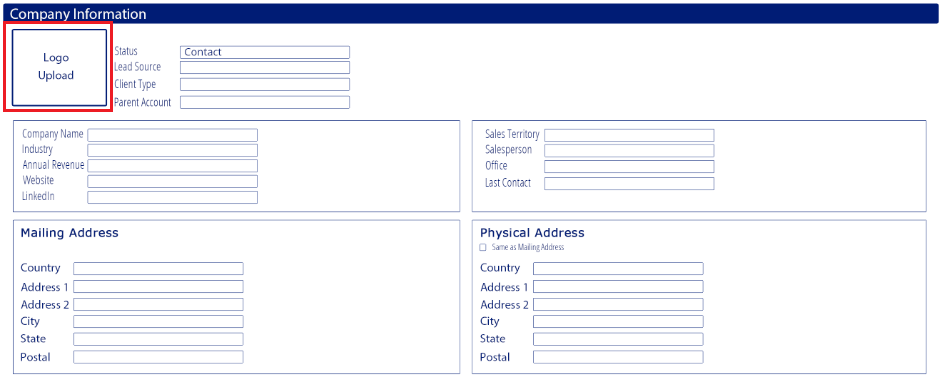 Company Information
Logo
Upload
Status Contact
Lead Source
Client Type
Parent Account
Company Name
Industry
Annual Revenue
Website
LinkedIn
Sales Territory
Salesperson
Office
Last Contact
Mailing Address
Country
Address 1
Address 2
City
State
Postal
Physical Address
Same as Mailing Address
Country
Address 1
Address 2
City
State
Postal